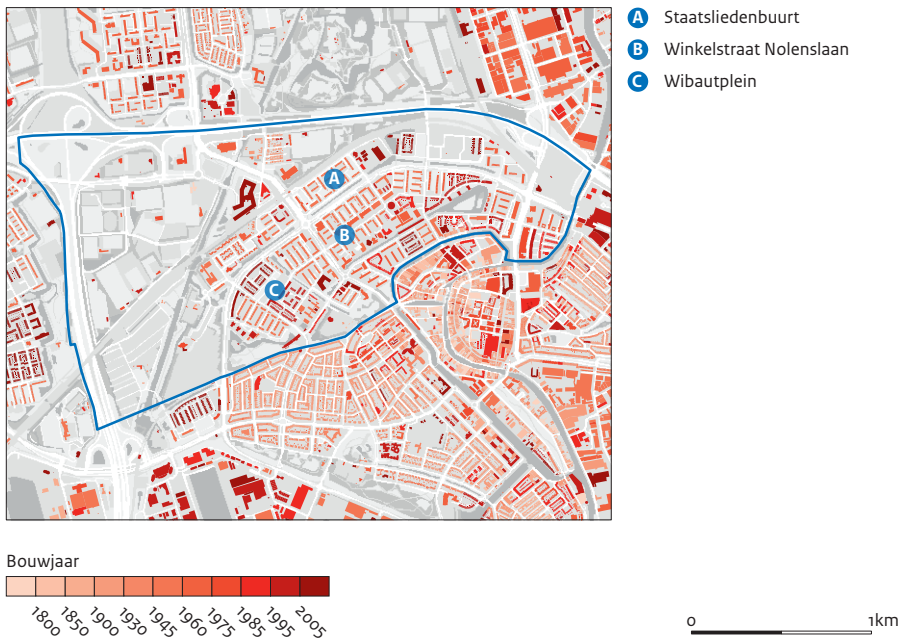 A Staatsliedenbuurt
B Winkelstraat Nolenslaan
C Wibautplein
A
B
C
Bouwjaar
1800 1850 1900 1930 1945 1960 1975 1985 1995 2005
0 1km